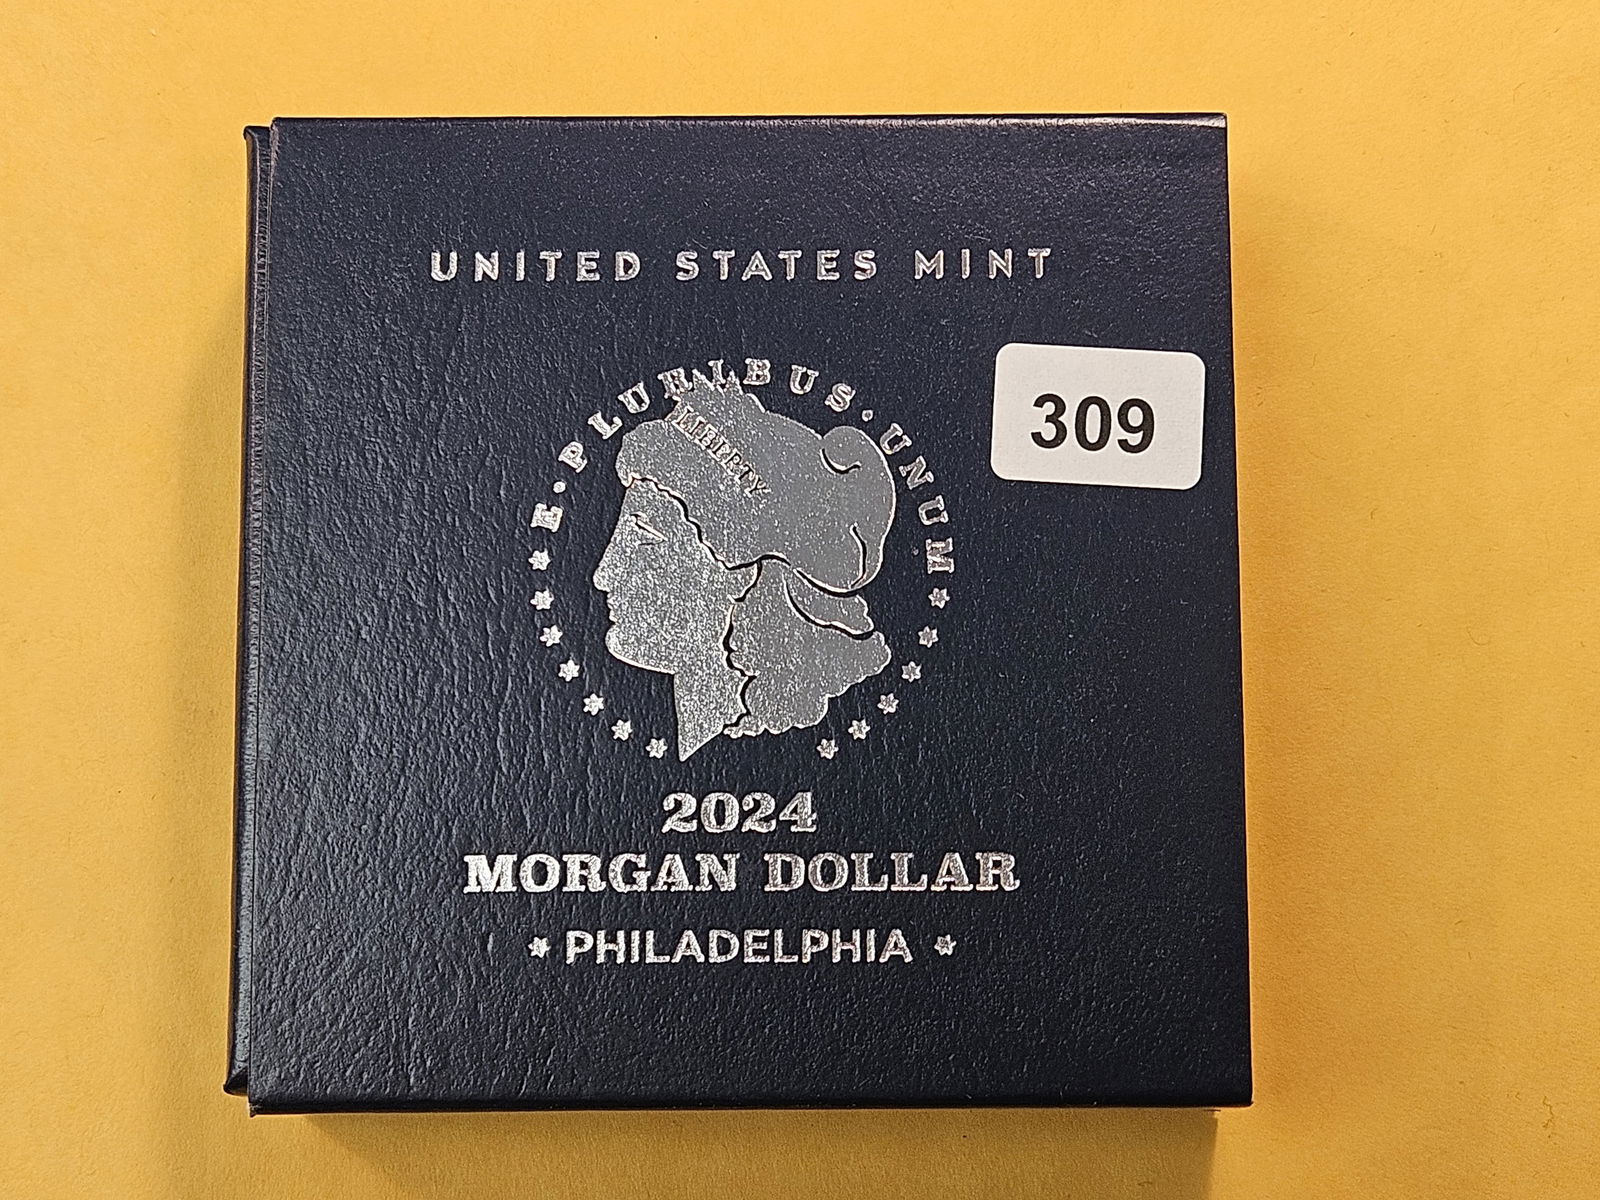 UNITED STATES MINT
E·PLURIBUS·UNUM
LIBERTY
309
2024
MORGAN DOLLAR
PHILADELPHIA